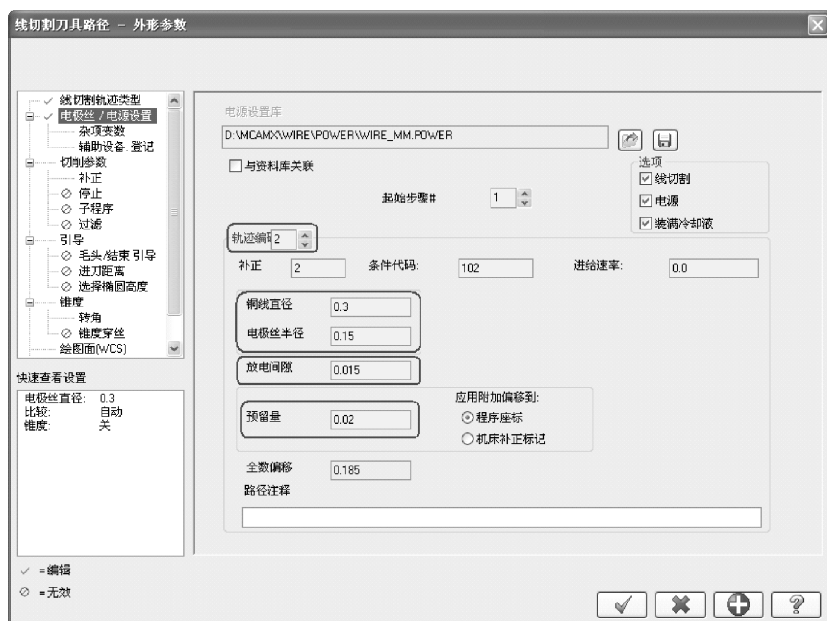 线切割刀具路径 - 外形参数
线切割轨迹类型
电极丝 / 电源设置
杂项变数
辅助设备. 登记
切削参数
补正
停止
子程序
过滤
引导
毛头/结束 引导
进刀距离
选择椭圆高度
锥度
转角
锥度穿丝
绘图面(WCS)
快速查看设置
电极丝直径: 0.3
比较: 自动
锥度: 关
✓ =编辑
⊘ =无效
电源设置库
D:\MCAMX\WIRE\POWER\WIRE_MM.POWER
与资料库关联
起始步骤# 1
选项
线切割
电源
装满冷却液
轨迹编码 2
补正 2 条件代码: 102 进给速率: 0.0
铜线直径 0.3
电极丝半径 0.15
放电间隙 0.015
预留量 0.02
应用附加偏移到:
程序座标
机床补正标记
全数偏移 0.185
路径注释